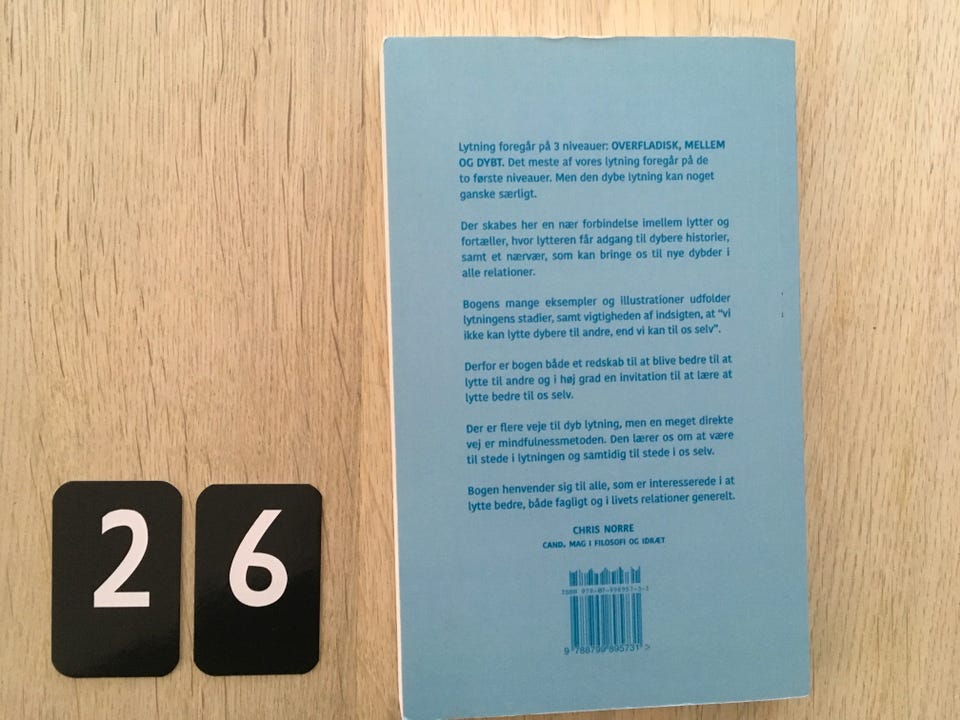 Lytning foregår på 3 niveauer: OVERFLADISK, MELLEM
OG DYBT. Det meste af vores lytning foregår på de
to første niveauer. Men den dybe lytning kan noget
ganske særligt.
Der skabes her en nær forbindelse imellem lytter og
fortæller, hvor lytteren får adgang til dybere historier,
samt et nærvær, som kan bringe os til nye dybder i
alle relationer.
Bogens mange eksempler og illustrationer udfolder
lytningens stadier, samt vigtigheden af indsigten, at “vi
ikke kan lytte dybere til andre, end vi kan til os selv”.
Derfor er bogen både et redskab til at blive bedre til at
lytte til andre og i høj grad en invitation til at lære at
lytte bedre til os selv.
Der er flere veje til dyb lytning, men en meget direkte
vej er mindfulnessmetoden. Den lærer os om at være
til stede i lytningen og samtidig til stede i os selv.
Bogen henvender sig til alle, som er interesserede i at
lytte bedre, både fagligt og i livets relationer generelt.
CHRIS NORRE
CAND. MAG I FILOSOFI OG IDRÆT
ISBN
9 788799 895731 >
2 6